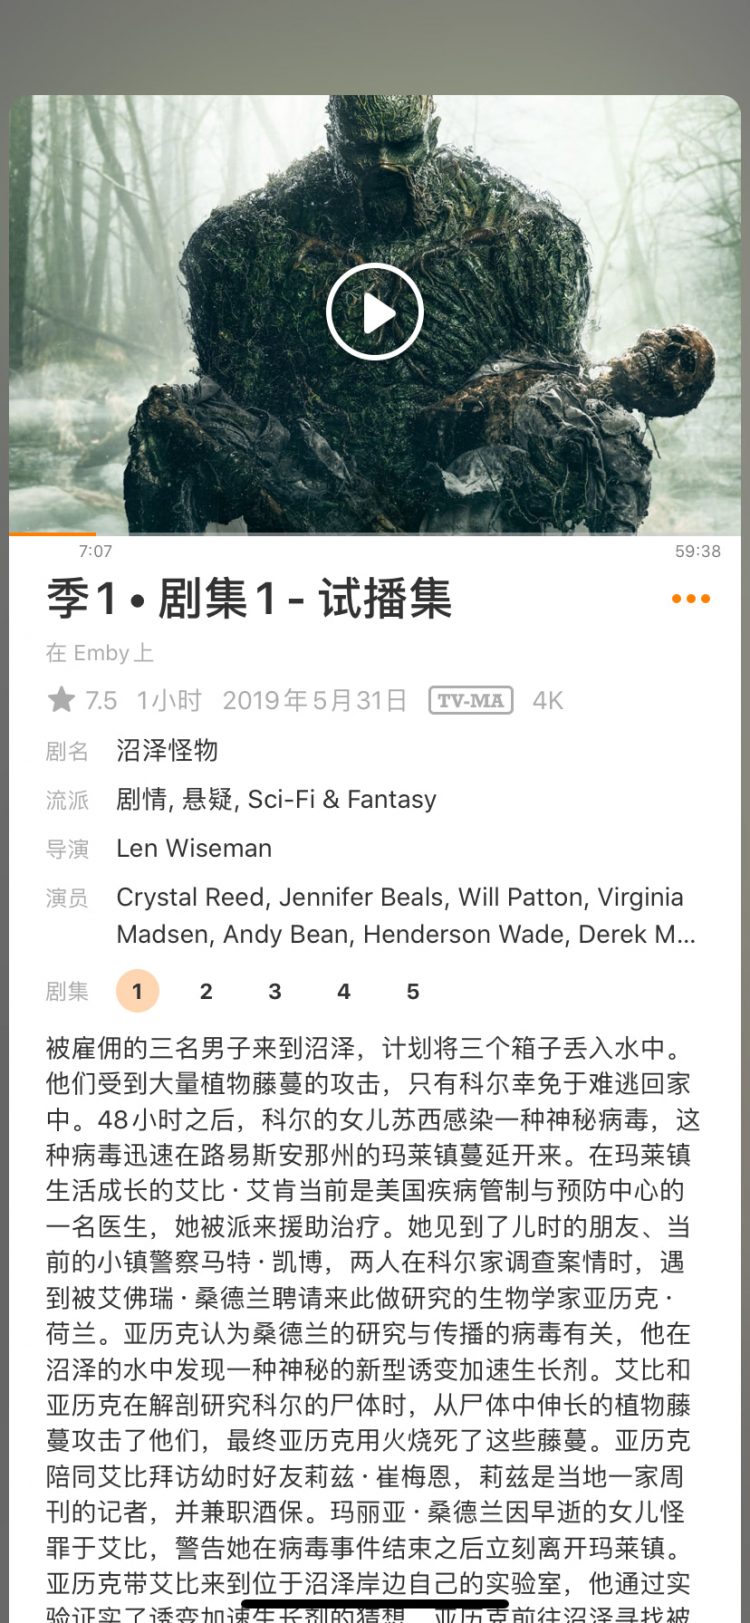 7:07
59:38
季1 • 剧集1 - 试播集
在 Emby上
7.5 1小时 2019年5月31日 TV-MA 4K
剧名 沼泽怪物
流派 剧情, 悬疑, Sci-Fi & Fantasy
导演 Len Wiseman
演员 Crystal Reed, Jennifer Beals, Will Patton, Virginia
Madsen, Andy Bean, Henderson Wade, Derek M...
剧集 1 2 3 4 5
被雇佣的三名男子来到沼泽，计划将三个箱子丢入水中。
他们受到大量植物藤蔓的攻击，只有科尔幸免于难逃回家
中。48小时之后，科尔的女儿苏西感染一种神秘病毒，这
种病毒迅速在路易斯安那州的玛莱镇蔓延开来。在玛莱镇
生活成长的艾比·艾肯当前是美国疾病管制与预防中心的
一名医生，她被派来援助治疗。她见到了儿时的朋友、当
前的小镇警察马特·凯博，两人在科尔家调查案情时，遇
到被艾佛瑞·桑德兰聘请来此做研究的生物学家亚历克·
荷兰。亚历克认为桑德兰的研究与传播的病毒有关，他在
沼泽的水中发现一种神秘的新型诱变加速生长剂。艾比和
亚历克在解剖研究科尔的尸体时，从尸体中伸长的植物藤
蔓攻击了他们，最终亚历克用火烧死了这些藤蔓。亚历克
陪同艾比拜访幼时好友莉兹·崔梅恩，莉兹是当地一家周
刊的记者，并兼职酒保。玛丽亚·桑德兰因早逝的女儿怪
罪于艾比，警告她在病毒事件结束之后立刻离开玛莱镇。
亚历克带艾比来到位于沼泽岸边自己的实验室，他通过实
验证实了诱变加速生长剂的猜想，亚历克前往沼泽寻找被